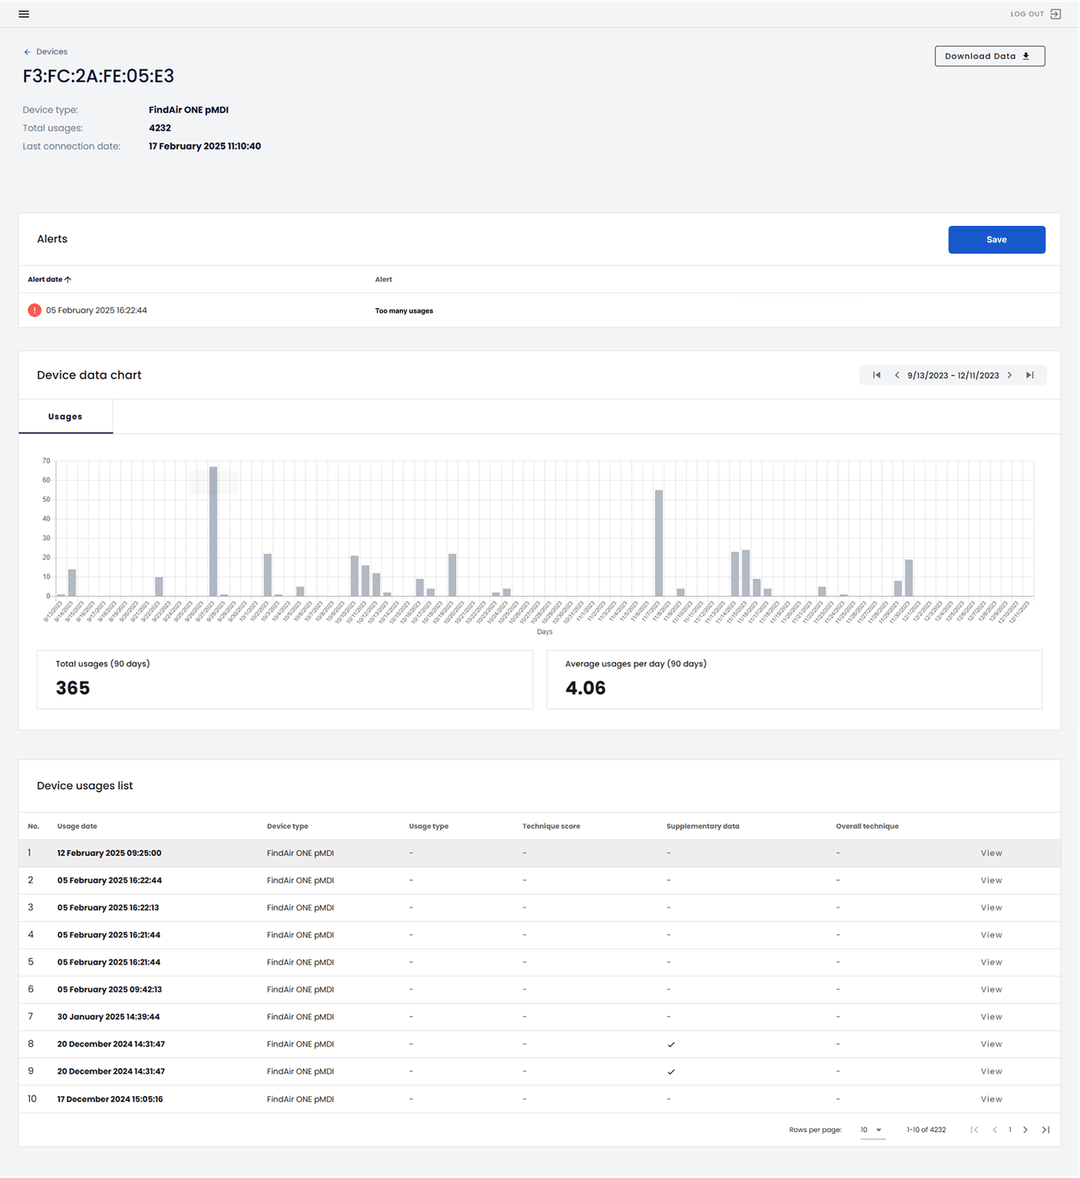 LOG OUT
Devices
Download Data
F3:FC:2A:FE:05:E3
Device type: FindAir ONE pMDI
Total usages: 4232
Last connection date: 17 February 2025 11:10:40
Alerts
Save
Alert date Alert
05 February 2025 16:22:44 Too many usages
Device data chart
9/13/2023 - 12/11/2023
Usages
70
60
50
40
30
20
10
0
Days
Total usages (90 days)
365
Average usages per day (90 days)
4.06
Device usages list
No. Usage date Device type Usage type Technique score Supplementary data Overall technique
1 12 February 2025 09:25:00 FindAir ONE pMDI - - - - View
2 05 February 2025 16:22:44 FindAir ONE pMDI - - - - View
3 05 February 2025 16:22:13 FindAir ONE pMDI - - - - View
4 05 February 2025 16:21:44 FindAir ONE pMDI - - - - View
5 05 February 2025 16:21:44 FindAir ONE pMDI - - - - View
6 05 February 2025 09:42:13 FindAir ONE pMDI - - - - View
7 30 January 2025 14:39:44 FindAir ONE pMDI - - - - View
8 20 December 2024 14:31:47 FindAir ONE pMDI - - ✓ - View
9 20 December 2024 14:31:47 FindAir ONE pMDI - - ✓ - View
10 17 December 2024 15:05:16 FindAir ONE pMDI - - - - View
Rows per page: 10 1-10 of 4232 1